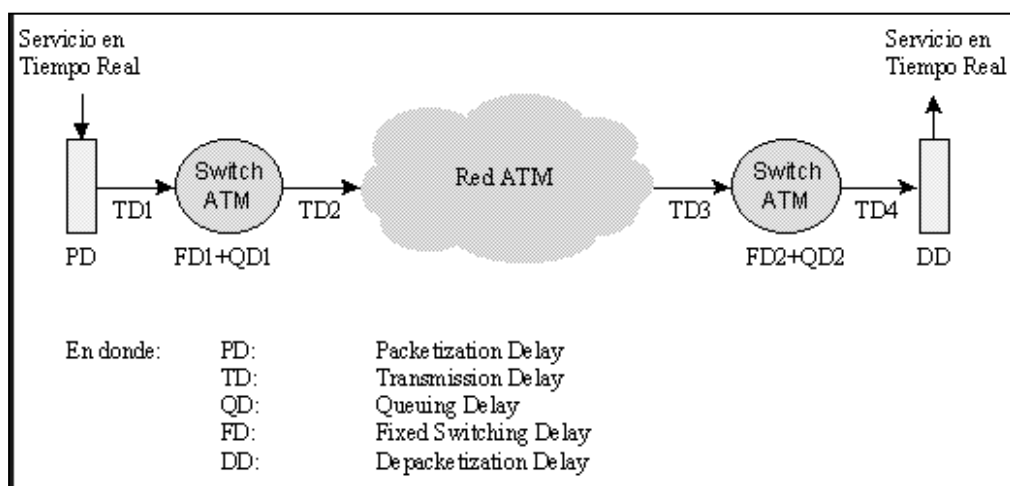 Servicio en
Tiempo Real
Servicio en
Tiempo Real
Switch
ATM
Red ATM
Switch
ATM
TD1
TD2
TD3
TD4
PD
FD1+QD1
FD2+QD2
DD
En donde:
PD: Packetization Delay
TD: Transmission Delay
QD: Queuing Delay
FD: Fixed Switching Delay
DD: Depacketization Delay